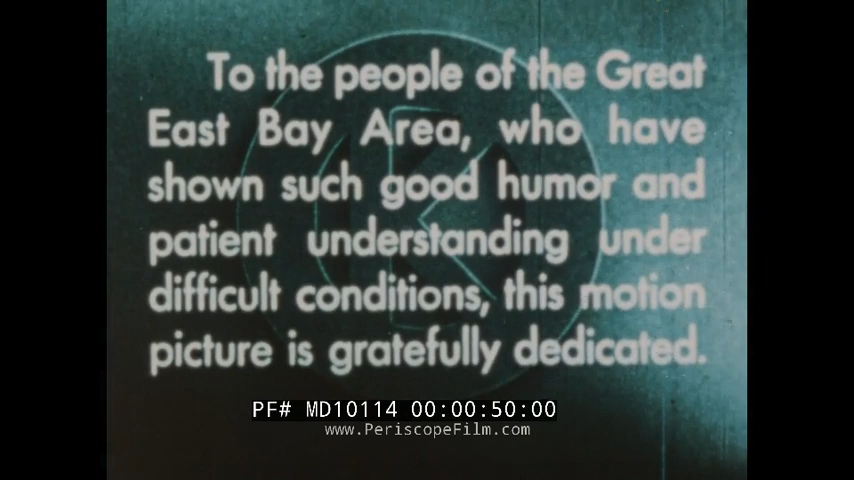 To the people of the Great
East Bay Area, who have
shown such good humor and
patient understanding under
difficult conditions, this motion
picture is gratefully dedicated.
PF# MD10114 00:00:50:00
www.PeriscopeFilm.com